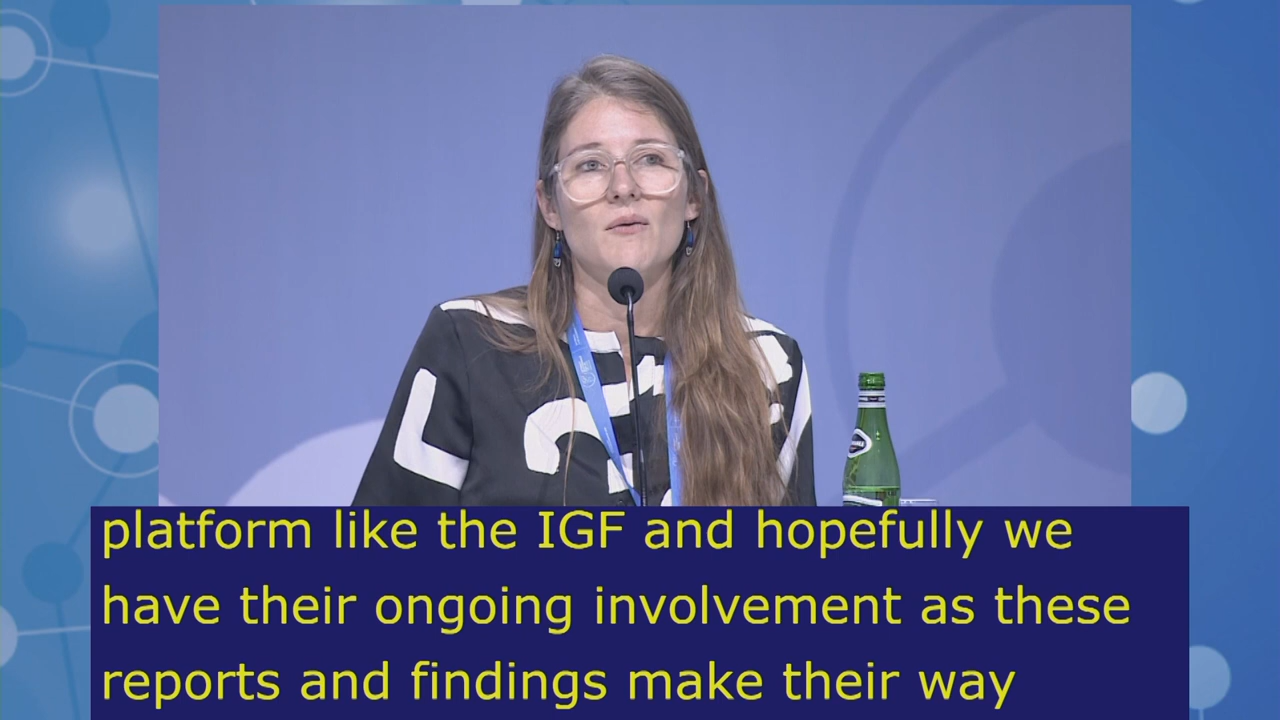 platform like the IGF and hopefully we
have their ongoing involvement as these
reports and findings make their way